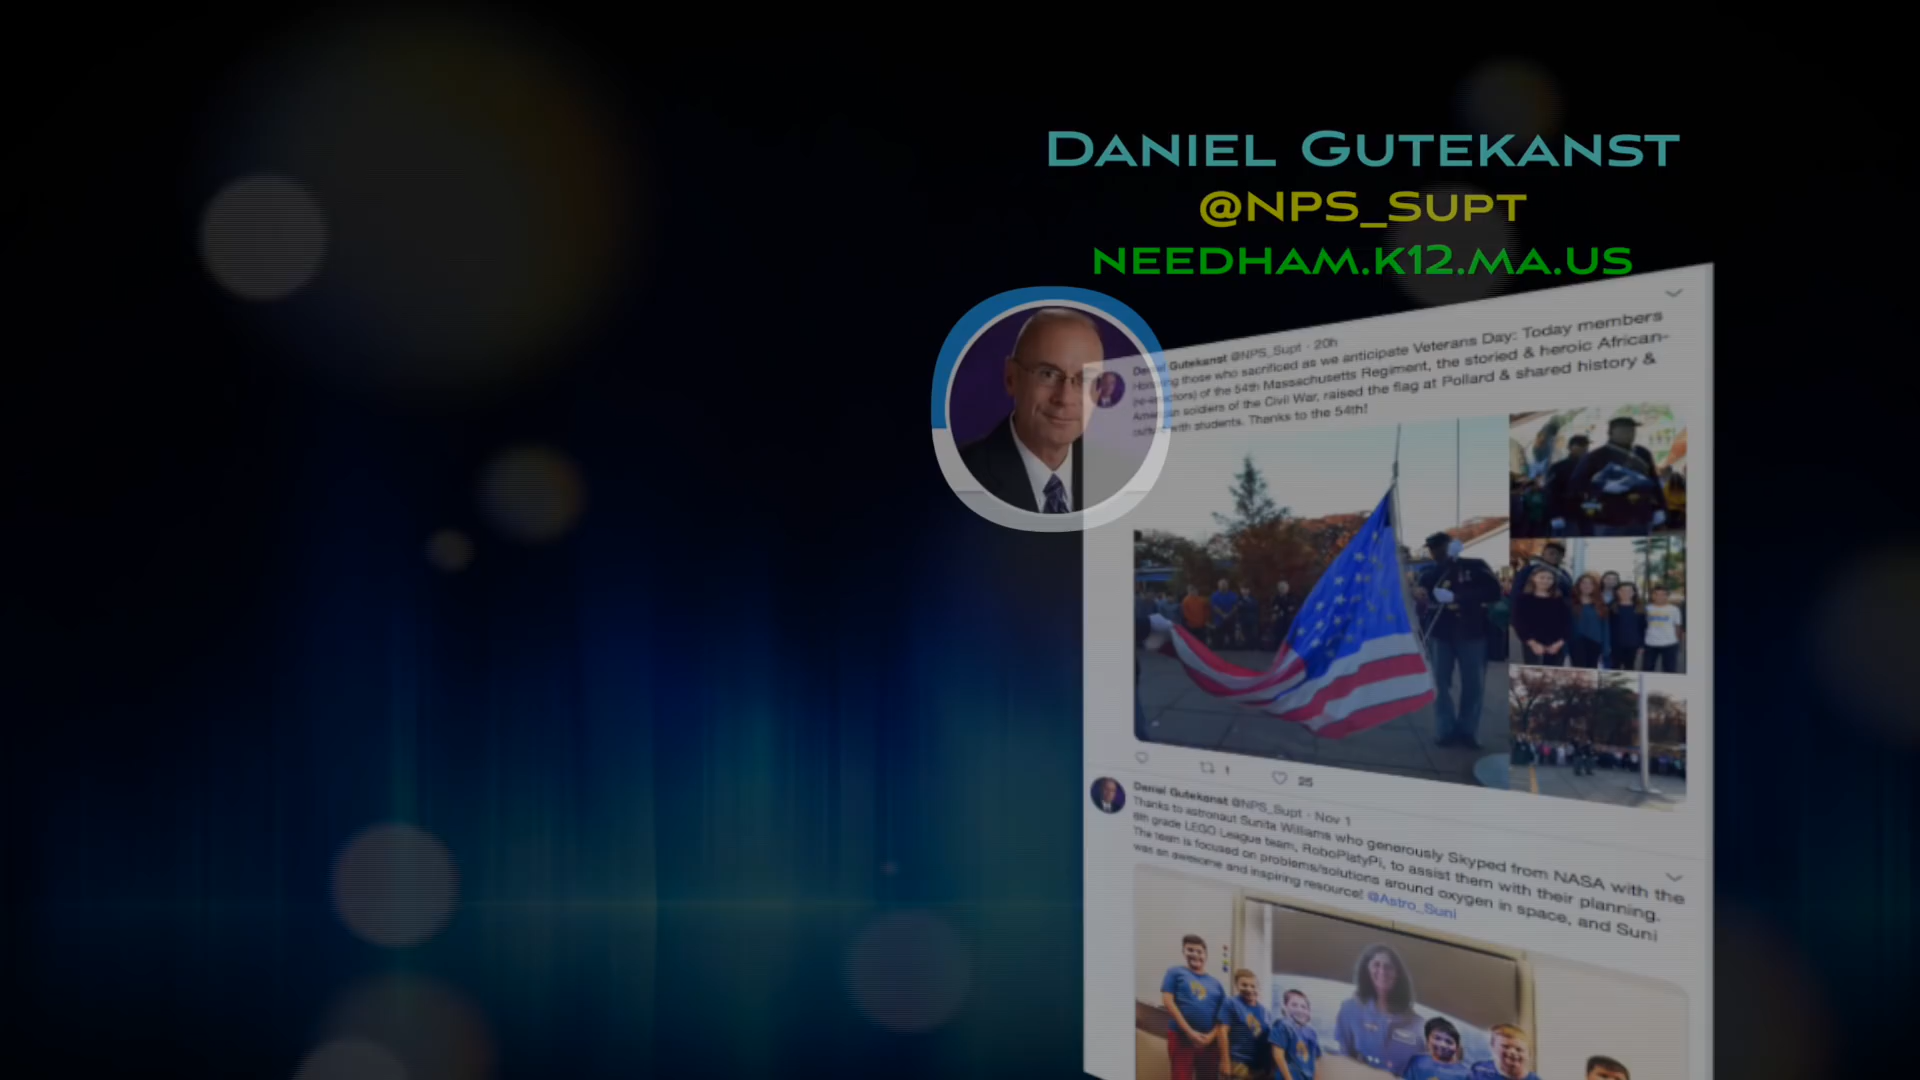 DANIEL GUTEKANST
@NPS_SUPT
NEEDHAM.K12.MA.US
Daniel Gutekanst @NPS_Supt · 20h
Honoring those who sacrificed as we anticipate Veterans Day: Today members
(re-enactors) of the 54th Massachusetts Regiment, the storied & heroic African-
American soldiers of the Civil War, raised the flag at Pollard & shared history &
culture with students. Thanks to the 54th!
1 25
Daniel Gutekanst @NPS_Supt · Nov 1
Thanks to astronaut Sunita Williams who generously Skyped from NASA with the
6th grade LEGO League team, RoboPlatyPi, to assist them with their planning.
The team is focused on problems/solutions around oxygen in space, and Suni
was an awesome and inspiring resource! @Astro_Suni